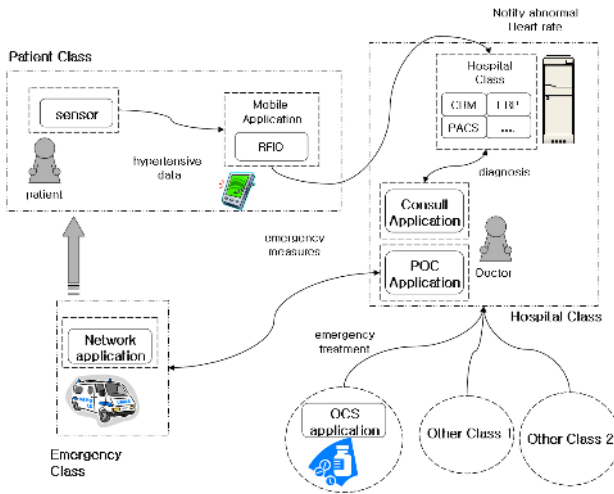 Notify abnormal
Heart rate
Patient Class
Hospital
Class
CRM
ERP
PACS
....
sensor
Mobile
Application
RFID
hypertensive
data
patient
diagnosis
Consult
Application
emergency
measures
POC
Application
Doctor
Hospital Class
Network
application
emergency
treatment
OCS
application
Other Class 1
Other Class 2
Emergency
Class